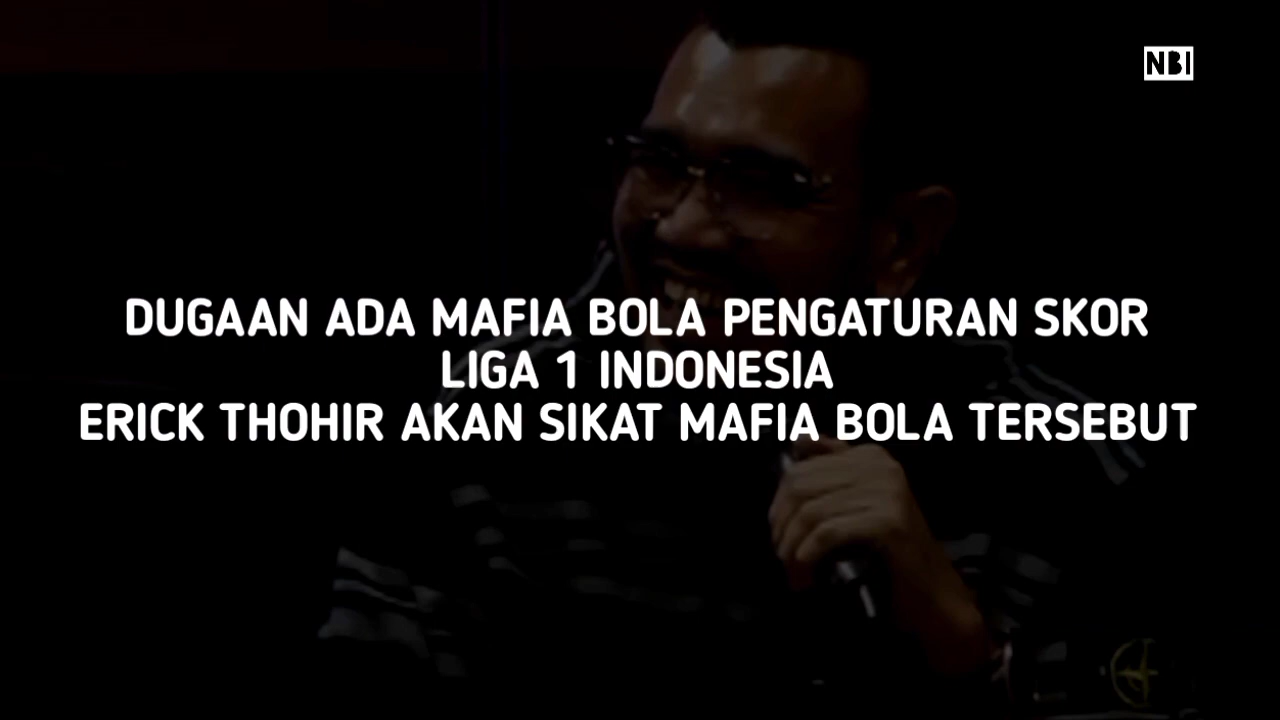 NBI
DUGAAN ADA MAFIA BOLA PENGATURAN SKOR
LIGA 1 INDONESIA
ERICK THOHIR AKAN SIKAT MAFIA BOLA TERSEBUT